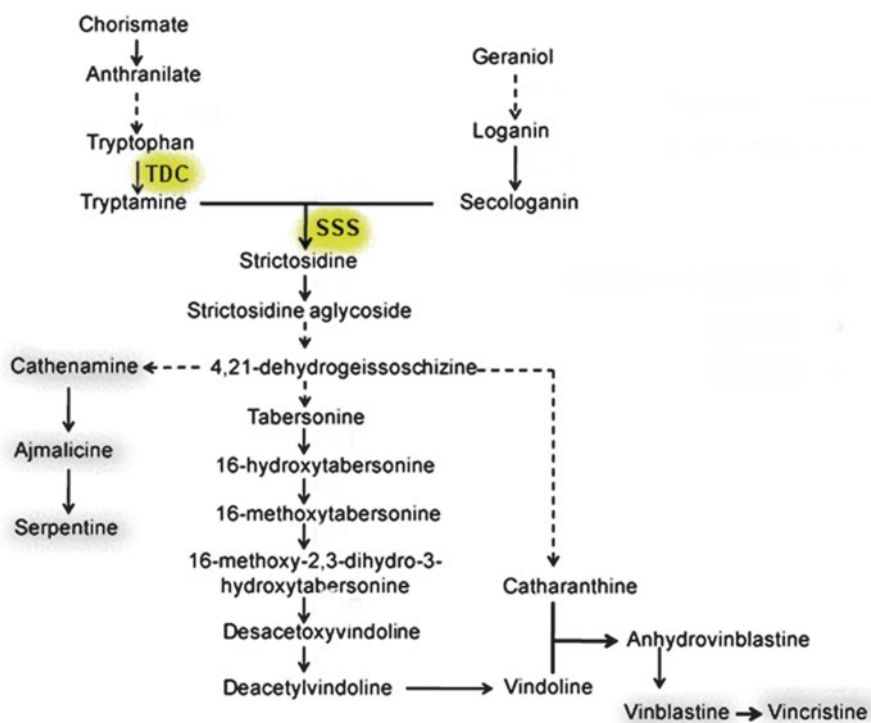 Chorismate
Geraniol
Anthranilate
Loganin
Tryptophan
TDC
Tryptamine
Secologanin
SSS
Strictosidine
Strictosidine aglycoside
Cathenamine
4,21-dehydrogeissoschizine
Tabersonine
Ajmalicine
16-hydroxytabersonine
16-methoxytabersonine
Serpentine
16-methoxy-2,3-dihydro-3-
hydroxytabersonine
Catharanthine
Desacetoxyvindoline
Anhydrovinblastine
Deacetylvindoline
Vindoline
Vinblastine
Vincristine